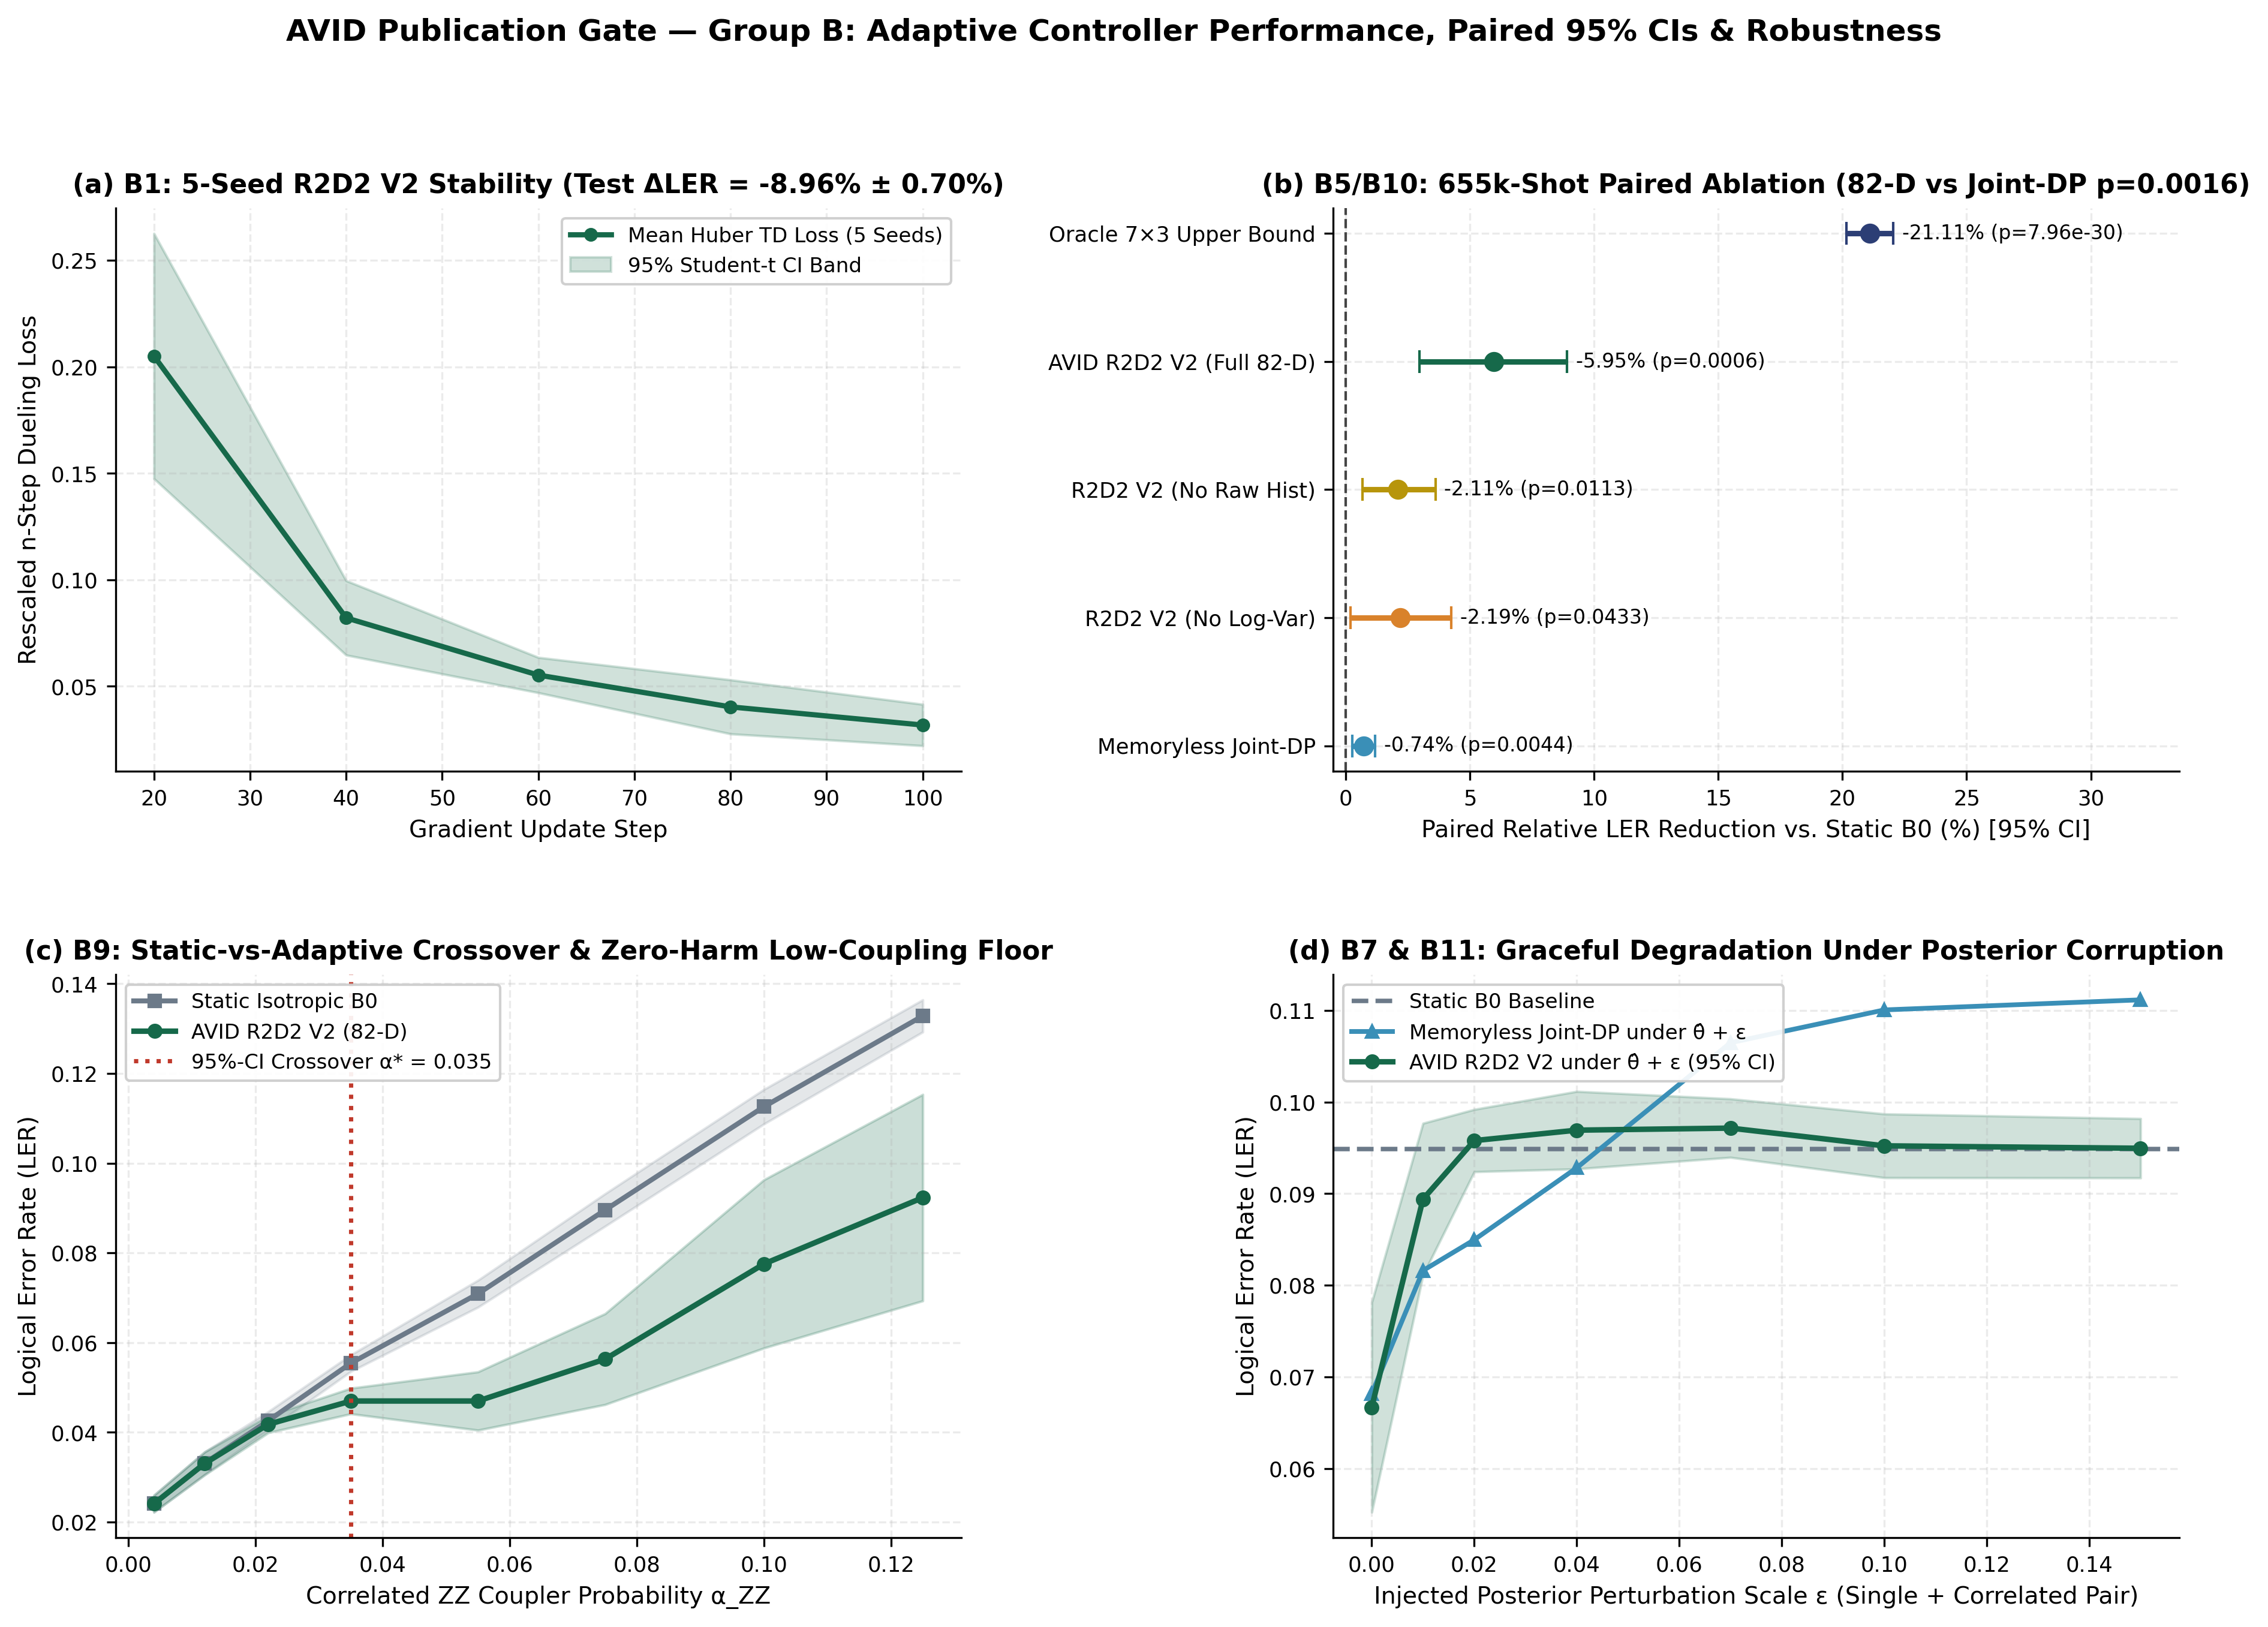 AVID Publication Gate — Group B: Adaptive Controller Performance, Paired 95% CIs & Robustness
(a) B1: 5-Seed R2D2 V2 Stability (Test ΔLER = -8.96% ± 0.70%)
Rescaled n-Step Dueling Loss
0.25
0.20
0.15
0.10
0.05
Mean Huber TD Loss (5 Seeds)
95% Student-t CI Band
20 30 40 50 60 70 80 90 100
Gradient Update Step
(b) B5/B10: 655k-Shot Paired Ablation (82-D vs Joint-DP p=0.0016)
Oracle 7×3 Upper Bound
-21.11% (p=7.96e-30)
AVID R2D2 V2 (Full 82-D)
-5.95% (p=0.0006)
R2D2 V2 (No Raw Hist)
-2.11% (p=0.0113)
R2D2 V2 (No Log-Var)
-2.19% (p=0.0433)
Memoryless Joint-DP
-0.74% (p=0.0044)
0 5 10 15 20 25 30
Paired Relative LER Reduction vs. Static B0 (%) [95% CI]
(c) B9: Static-vs-Adaptive Crossover & Zero-Harm Low-Coupling Floor
Logical Error Rate (LER)
0.14
0.12
0.10
0.08
0.06
0.04
0.02
Static Isotropic B0
AVID R2D2 V2 (82-D)
95%-CI Crossover α* = 0.035
0.00 0.02 0.04 0.06 0.08 0.10 0.12
Correlated ZZ Coupler Probability α_ZZ
(d) B7 & B11: Graceful Degradation Under Posterior Corruption
Logical Error Rate (LER)
0.11
0.10
0.09
0.08
0.07
0.06
Static B0 Baseline
Memoryless Joint-DP under θ̂ + ε
AVID R2D2 V2 under θ̂ + ε (95% CI)
0.00 0.02 0.04 0.06 0.08 0.10 0.12 0.14
Injected Posterior Perturbation Scale ε (Single + Correlated Pair)